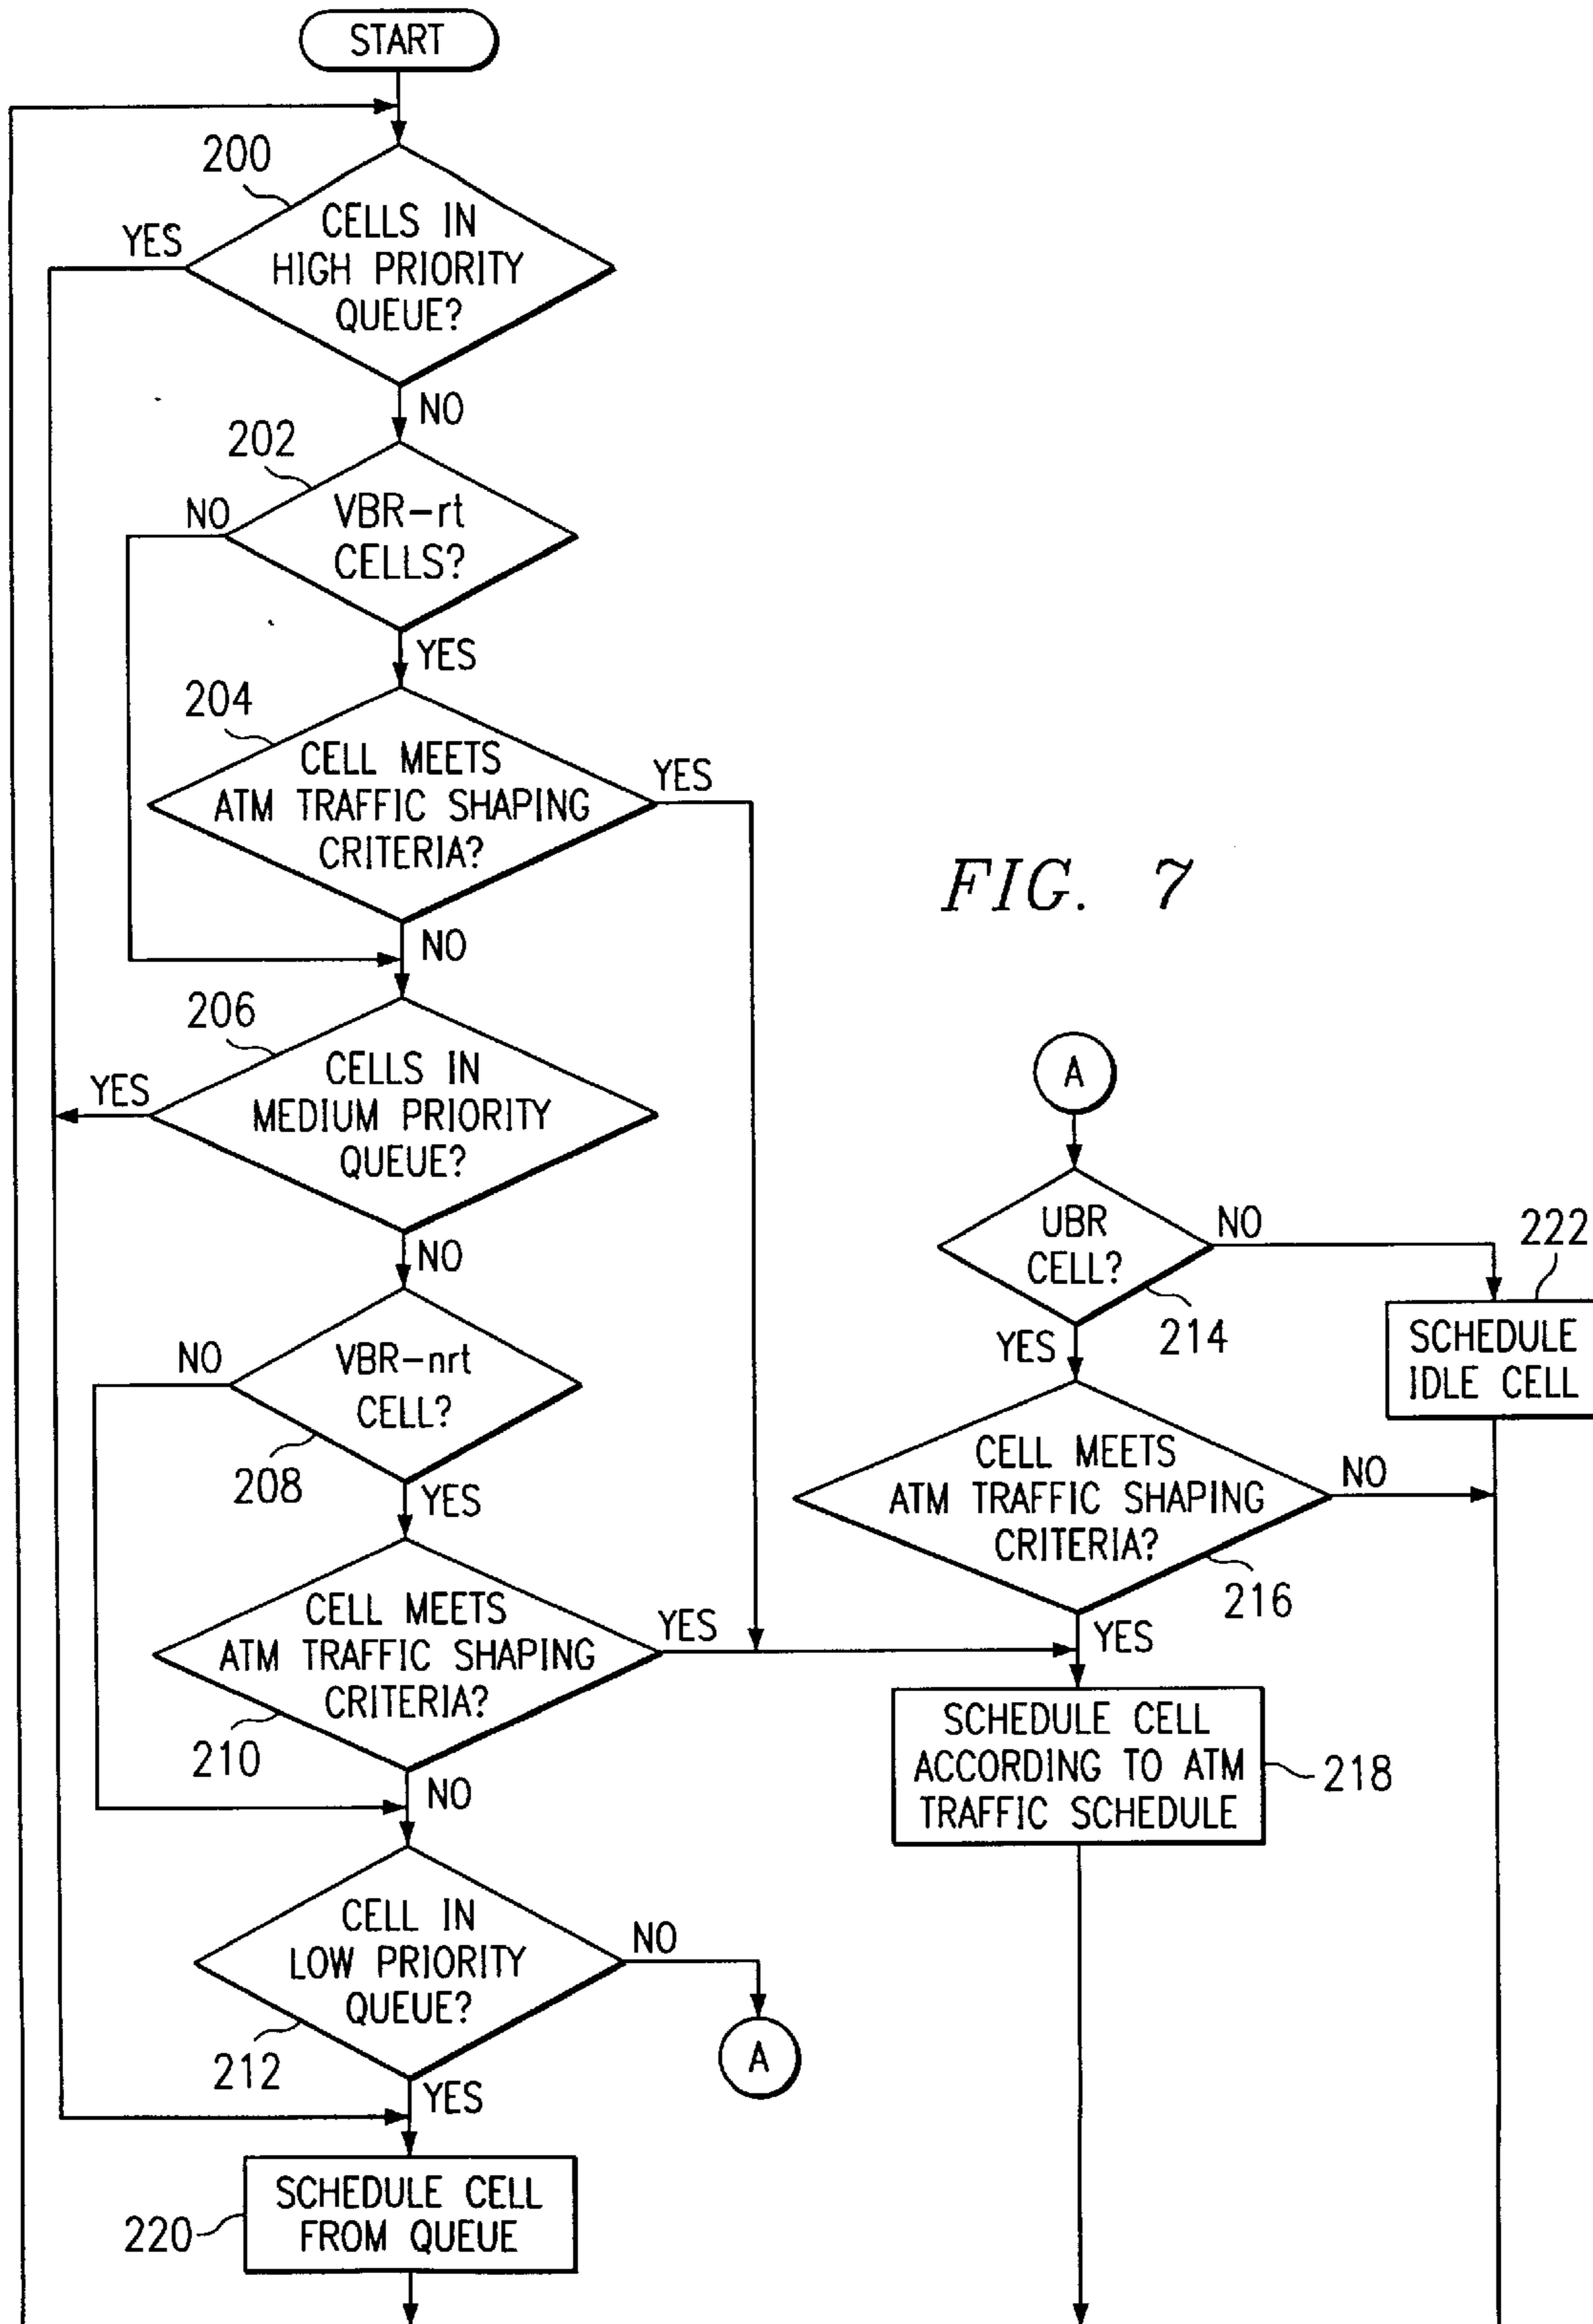 START
200
CELLS IN
HIGH PRIORITY
QUEUE?
YES
NO
202
VBR-rt
CELLS?
NO
YES
204
CELL MEETS
ATM TRAFFIC SHAPING
CRITERIA?
YES
NO
206
CELLS IN
MEDIUM PRIORITY
QUEUE?
YES
NO
VBR-nrt
CELL?
NO
208
YES
CELL MEETS
ATM TRAFFIC SHAPING
CRITERIA?
YES
210
NO
CELL IN
LOW PRIORITY
QUEUE?
NO
A
212
YES
SCHEDULE CELL
FROM QUEUE
220
FIG. 7
A
UBR
CELL?
NO
214
YES
222
SCHEDULE
IDLE CELL
CELL MEETS
ATM TRAFFIC SHAPING
CRITERIA?
NO
216
YES
SCHEDULE CELL
ACCORDING TO ATM
TRAFFIC SCHEDULE
218